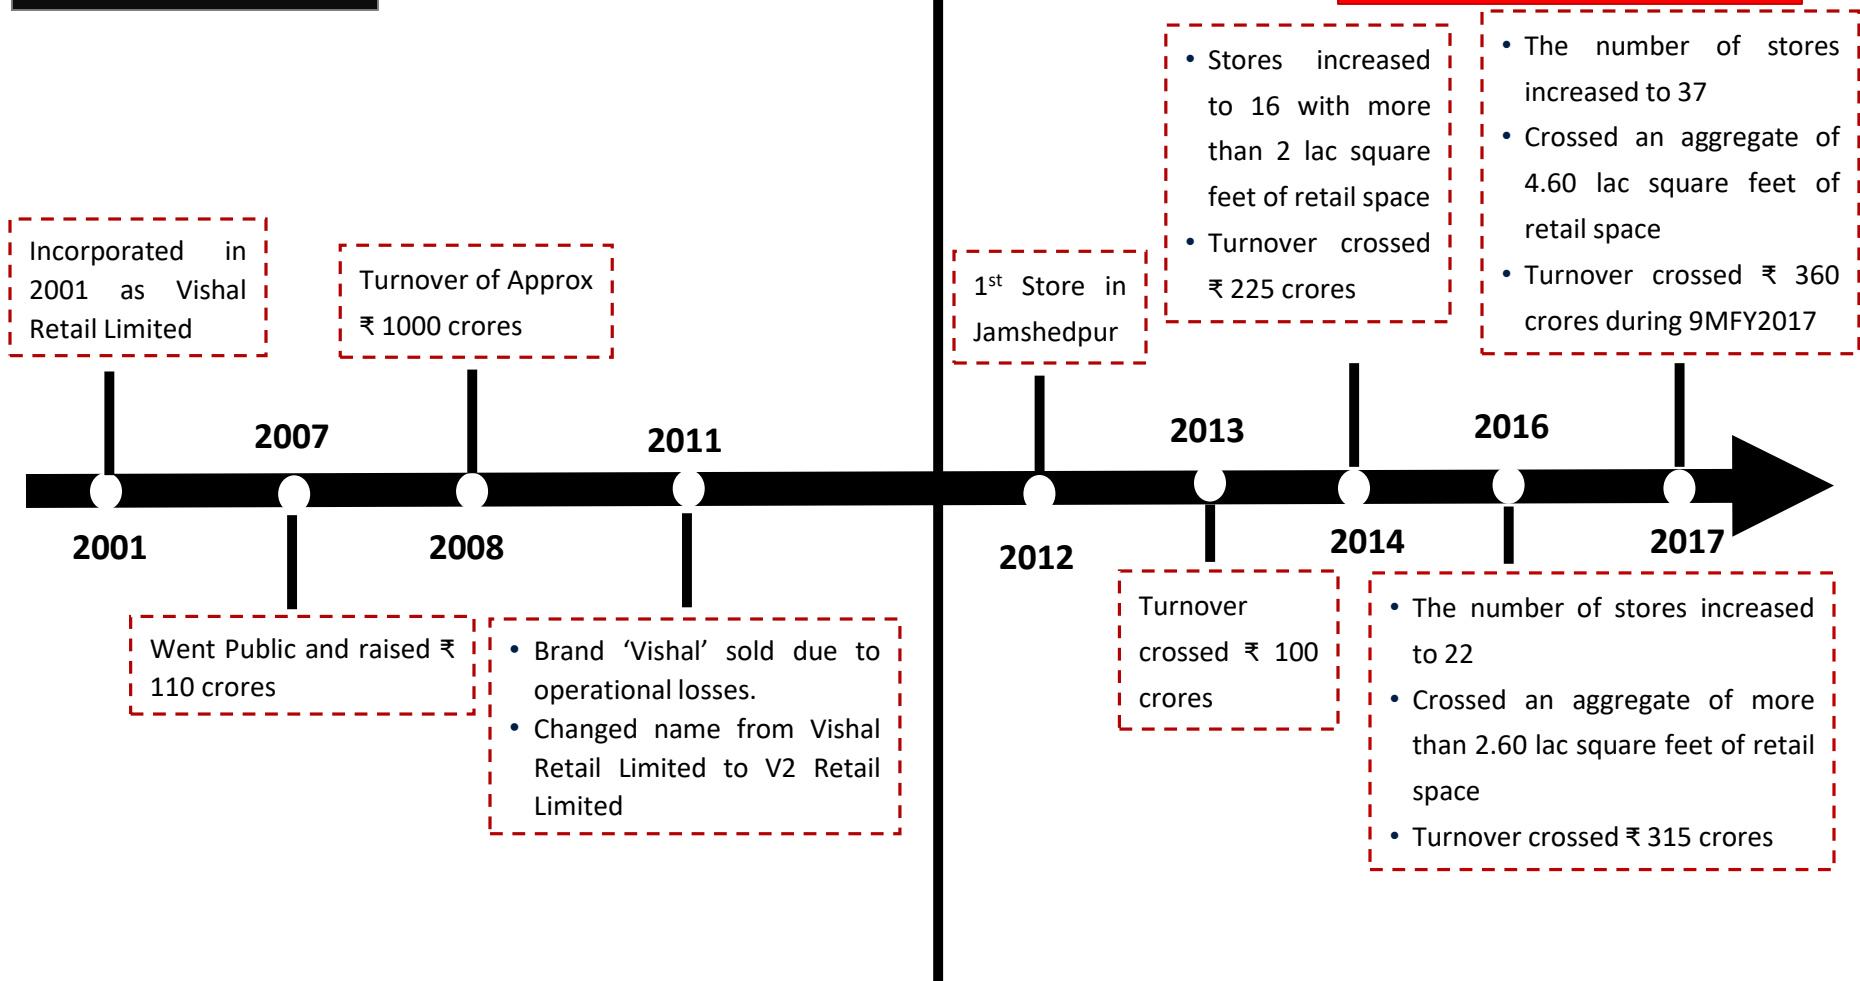 Incorporated in
2001 as Vishal
Retail Limited
2001
2007
Went Public and raised ₹
110 crores
Turnover of Approx
₹ 1000 crores
2008
2011
• Brand ‘Vishal’ sold due to
operational losses.
• Changed name from Vishal
Retail Limited to V2 Retail
Limited
1st Store in
Jamshedpur
2012
2013
Turnover
crossed ₹ 100
crores
• Stores increased
to 16 with more
than 2 lac square
feet of retail space
• Turnover crossed
₹ 225 crores
2014
2016
• The number of stores increased
to 22
• Crossed an aggregate of more
than 2.60 lac square feet of retail
space
• Turnover crossed ₹ 315 crores
• The number of stores
increased to 37
• Crossed an aggregate of
4.60 lac square feet of
retail space
• Turnover crossed ₹ 360
crores during 9MFY2017
2017